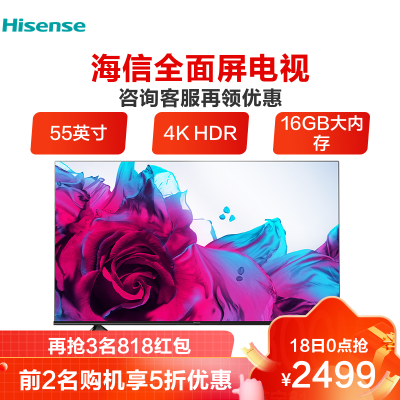 Hisense
海信全面屏电视
咨询客服再领优惠
55英寸
4K HDR
16GB大内
存
再抢3名818红包
18日0点抢
前2名购机享5折优惠
¥2499